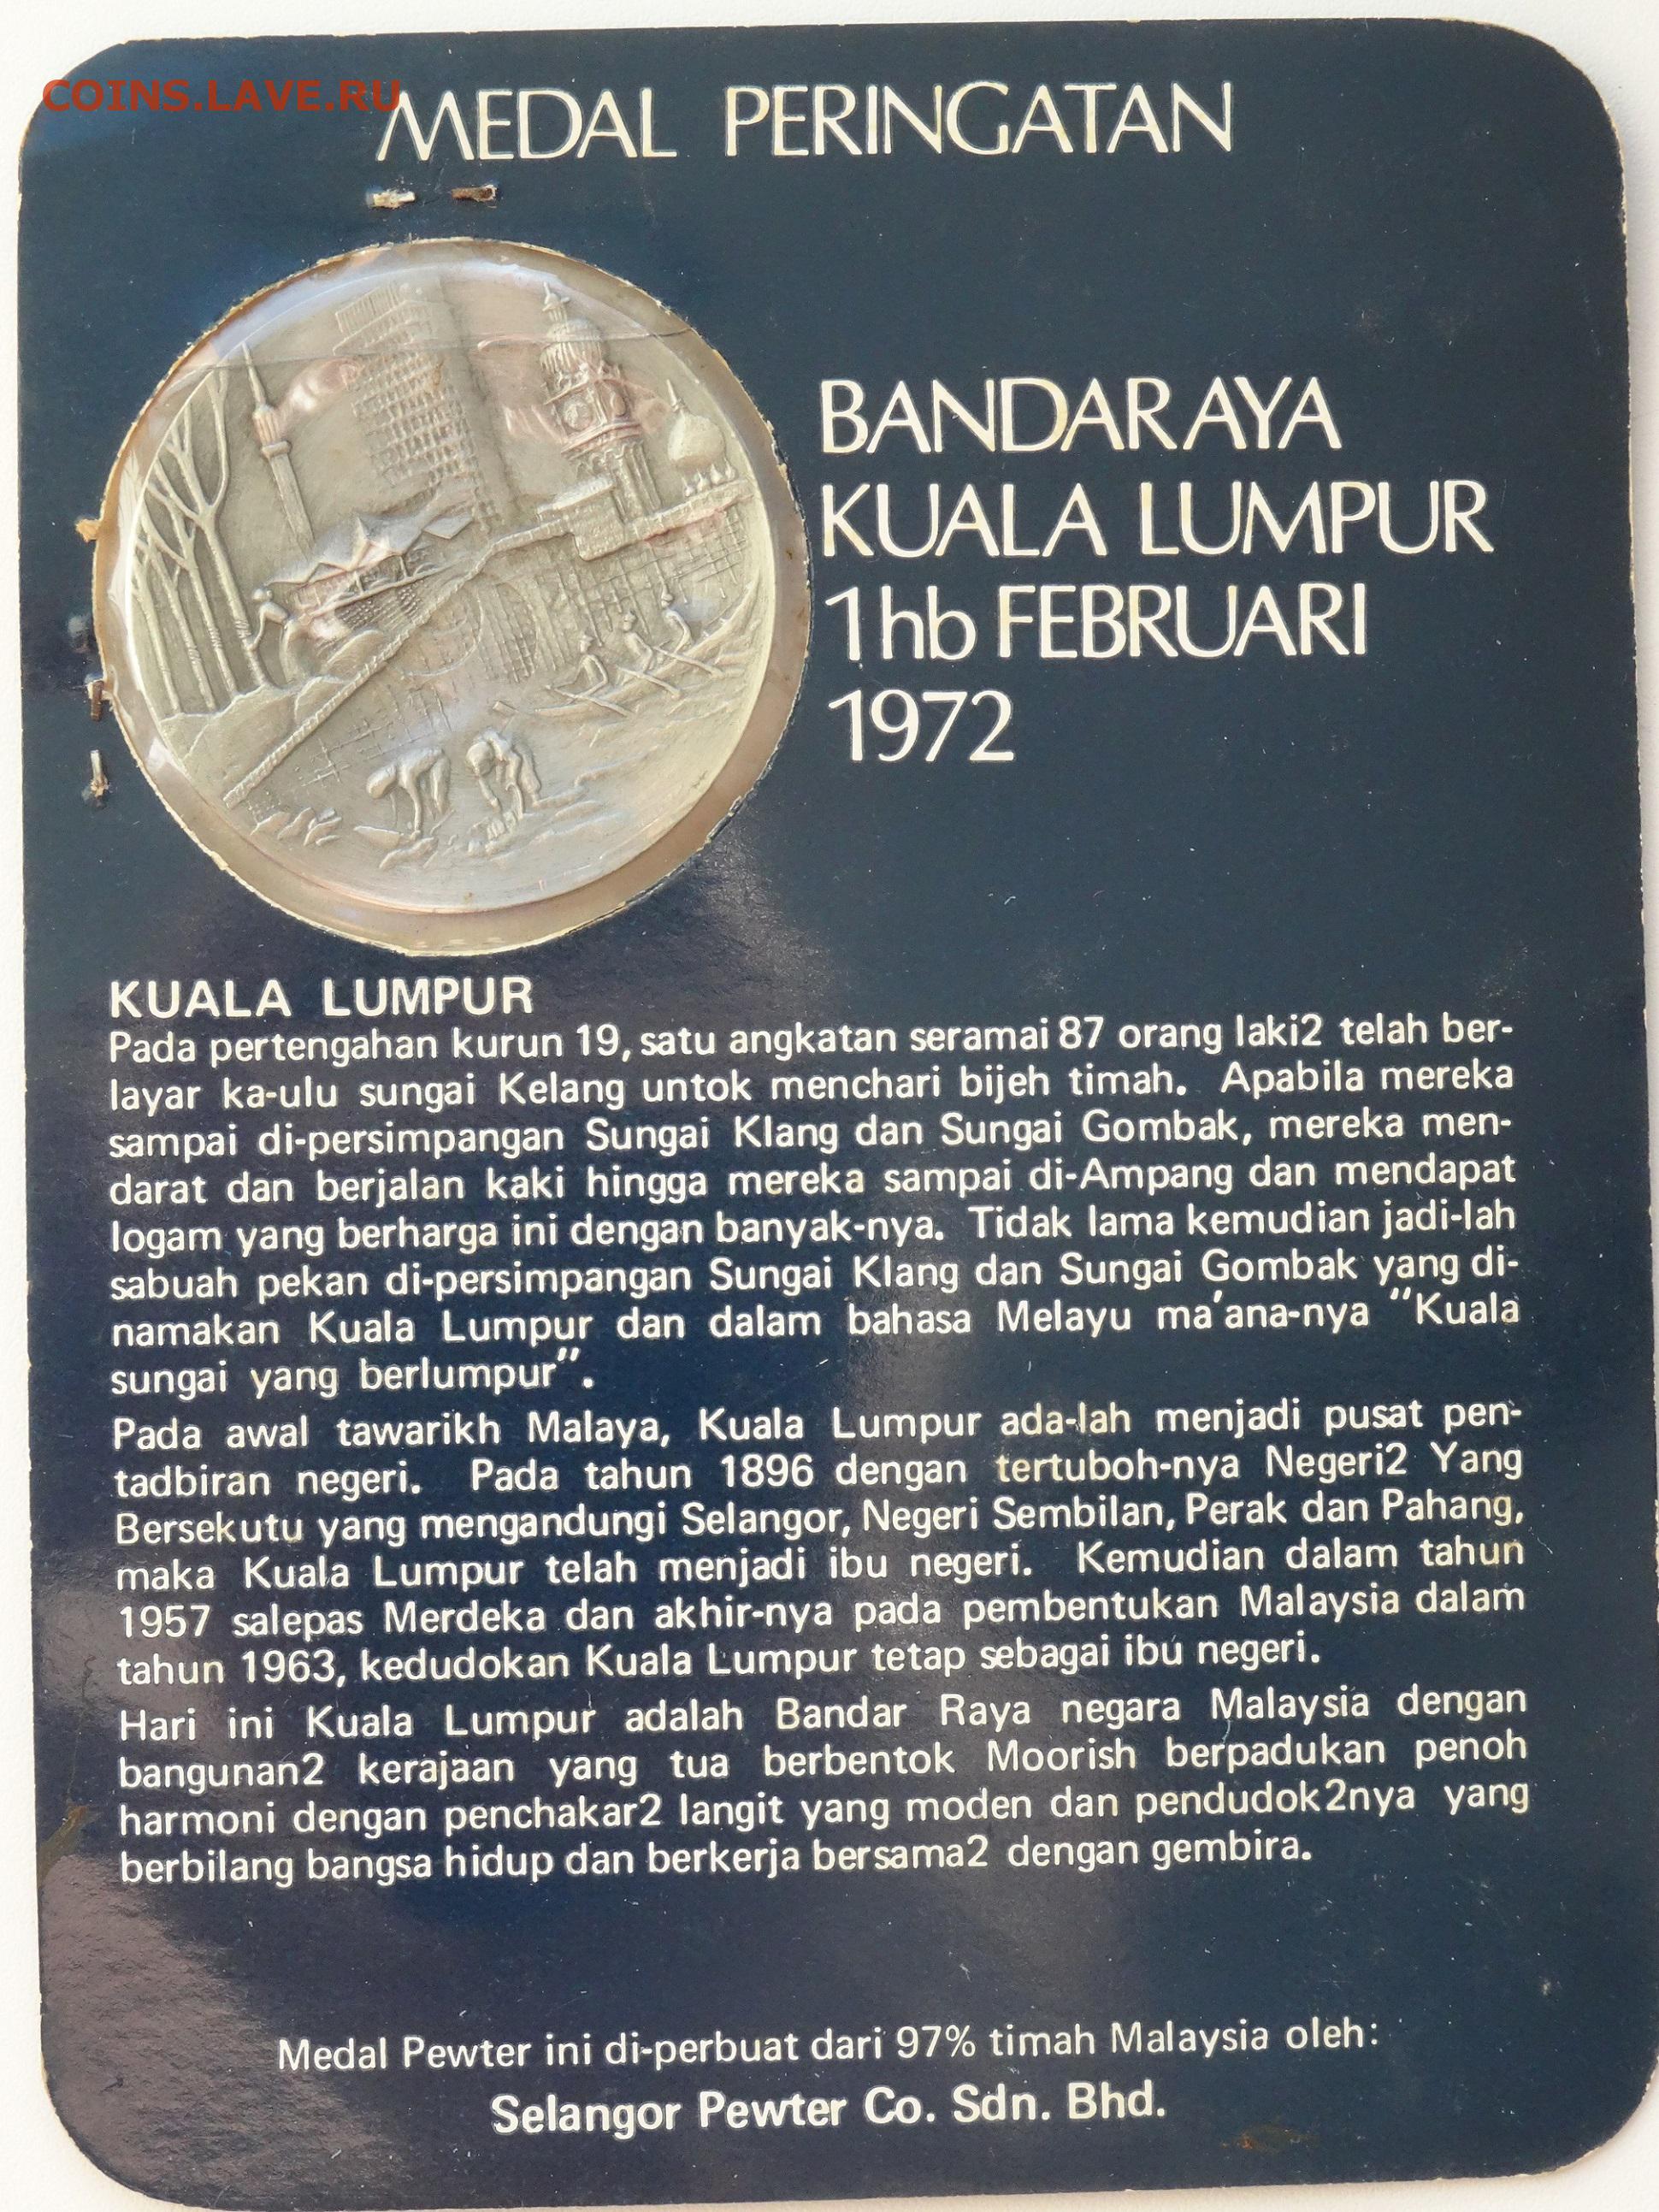 COINS.LAVE.RU
MEDAL PERINGATAN
BANDARAYA
KUALA LUMPUR
1hb FEBRUARI
1972
KUALA LUMPUR
Pada pertengahan kurun 19, satu angkatan seramai 87 orang laki2 telah ber-
layar ka-ulu sungai Kelang untok menchari bijeh timah. Apabila mereka
sampai di-persimpangan Sungai Klang dan Sungai Gombak, mereka men-
darat dan berjalan kaki hingga mereka sampai di-Ampang dan mendapat
logam yang berharga ini dengan banyak-nya. Tidak lama kemudian jadi-lah
sabuah pekan di-persimpangan Sungai Klang dan Sungai Gombak yang di-
namakan Kuala Lumpur dan dalam bahasa Melayu ma'ana-nya "Kuala
sungai yang berlumpur".
Pada awal tawarikh Malaya, Kuala Lumpur ada-lah menjadi pusat pen-
tadbiran negeri. Pada tahun 1896 dengan tertuboh-nya Negeri2 Yang
Bersekutu yang mengandungi Selangor, Negeri Sembilan, Perak dan Pahang,
maka Kuala Lumpur telah menjadi ibu negeri. Kemudian dalam tahun
1957 salepas Merdeka dan akhir-nya pada pembentukan Malaysia dalam
tahun 1963, kedudokan Kuala Lumpur tetap sebagai ibu negeri.
Hari ini Kuala Lumpur adalah Bandar Raya negara Malaysia dengan
bangunan2 kerajaan yang tua berbentok Moorish berpadukan penoh
harmoni dengan penchakar2 langit yang moden dan pendudok2nya yang
berbilang bangsa hidup dan berkerja bersama2 dengan gembira.
Medal Pewter ini di-perbuat dari 97% timah Malaysia oleh:
Selangor Pewter Co. Sdn. Bhd.